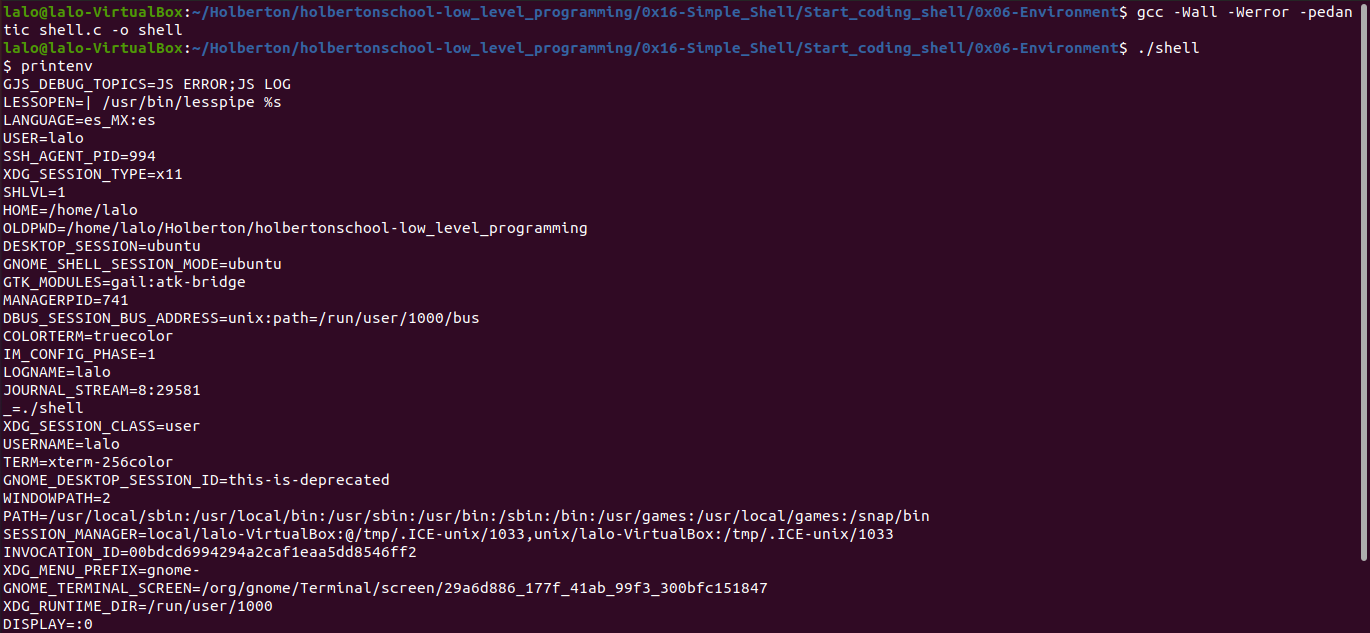 lalo@lalo-VirtualBox:~/Holberton/holbertonschool-low_level_programming/0x16-Simple_Shell/Start_coding_shell/0x06-Environment$ gcc -Wall -Werror -pedan
tic shell.c -o shell
lalo@lalo-VirtualBox:~/Holberton/holbertonschool-low_level_programming/0x16-Simple_Shell/Start_coding_shell/0x06-Environment$ ./shell
$ printenv
GJS_DEBUG_TOPICS=JS ERROR;JS LOG
LESSOPEN=| /usr/bin/lesspipe %s
LANGUAGE=es_MX:es
USER=lalo
SSH_AGENT_PID=994
XDG_SESSION_TYPE=x11
SHLVL=1
HOME=/home/lalo
OLDPWD=/home/lalo/Holberton/holbertonschool-low_level_programming
DESKTOP_SESSION=ubuntu
GNOME_SHELL_SESSION_MODE=ubuntu
GTK_MODULES=gail:atk-bridge
MANAGERPID=741
DBUS_SESSION_BUS_ADDRESS=unix:path=/run/user/1000/bus
COLORTERM=truecolor
IM_CONFIG_PHASE=1
LOGNAME=lalo
JOURNAL_STREAM=8:29581
_=./shell
XDG_SESSION_CLASS=user
USERNAME=lalo
TERM=xterm-256color
GNOME_DESKTOP_SESSION_ID=this-is-deprecated
WINDOWPATH=2
PATH=/usr/local/sbin:/usr/local/bin:/usr/sbin:/usr/bin:/sbin:/bin:/usr/games:/usr/local/games:/snap/bin
SESSION_MANAGER=local/lalo-VirtualBox:@/tmp/.ICE-unix/1033,unix/lalo-VirtualBox:/tmp/.ICE-unix/1033
INVOCATION_ID=00bdcd6994294a2caf1eaa5dd8546ff2
XDG_MENU_PREFIX=gnome-
GNOME_TERMINAL_SCREEN=/org/gnome/Terminal/screen/29a6d886_177f_41ab_99f3_300bfc151847
XDG_RUNTIME_DIR=/run/user/1000
DISPLAY=:0